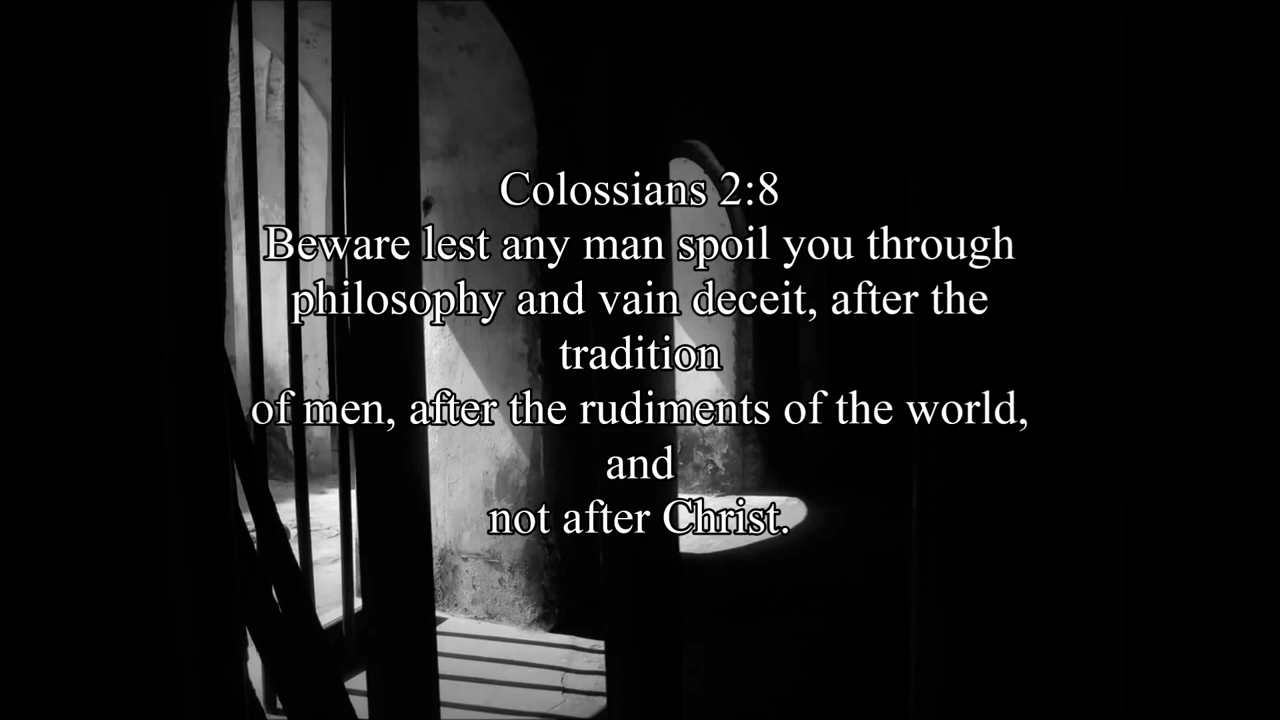 Colossians 2:8
Beware lest any man spoil you through
philosophy and vain deceit, after the
tradition
of men, after the rudiments of the world,
and
not after Christ.